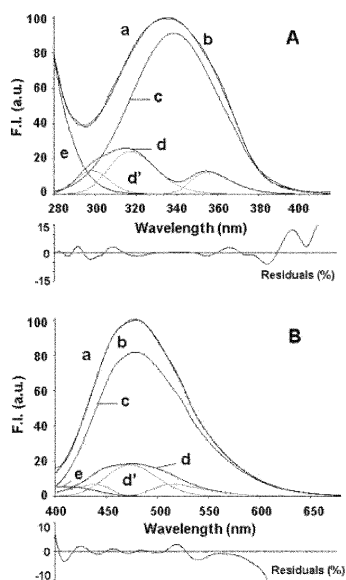 A
F.I. (a.u.)
100
80
60
40
20
0
a
b
c
d
d'
e
280 300 320 340 360 380 400
Wavelength (nm)
15
0
-15
Residuals (%)
B
F.I. (a.u.)
100
80
60
40
20
0
a
b
c
d
d'
e
400 450 500 550 600 650
Wavelength (nm)
10
0
-10
Residuals (%)